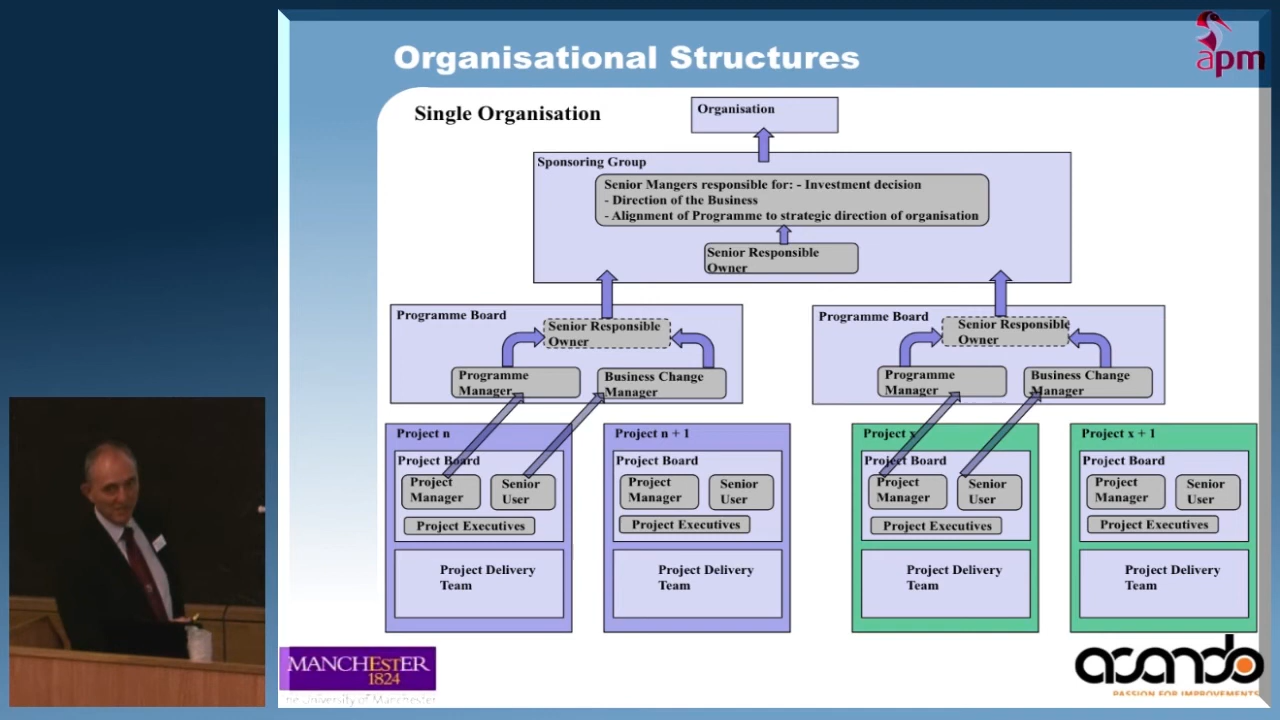 Organisational Structures
apm
Single Organisation
Organisation
Sponsoring Group
Senior Mangers responsible for: - Investment decision
- Direction of the Business
- Alignment of Programme to strategic direction of organisation
Senior Responsible
Owner
Programme Board
Senior Responsible
Owner
Programme
Manager
Business Change
Manager
Programme Board
Senior Responsible
Owner
Programme
Manager
Business Change
Manager
Project n
Project Board
Project
Manager
Senior
User
Project Executives
Project Delivery
Team
Project n + 1
Project Board
Project
Manager
Senior
User
Project Executives
Project Delivery
Team
Project x
Project Board
Project
Manager
Senior
User
Project Executives
Project Delivery
Team
Project x + 1
Project Board
Project
Manager
Senior
User
Project Executives
Project Delivery
Team
MANCHESTER
1824
he University of Manchester
acando
PASSION FOR IMPROVEMENTS